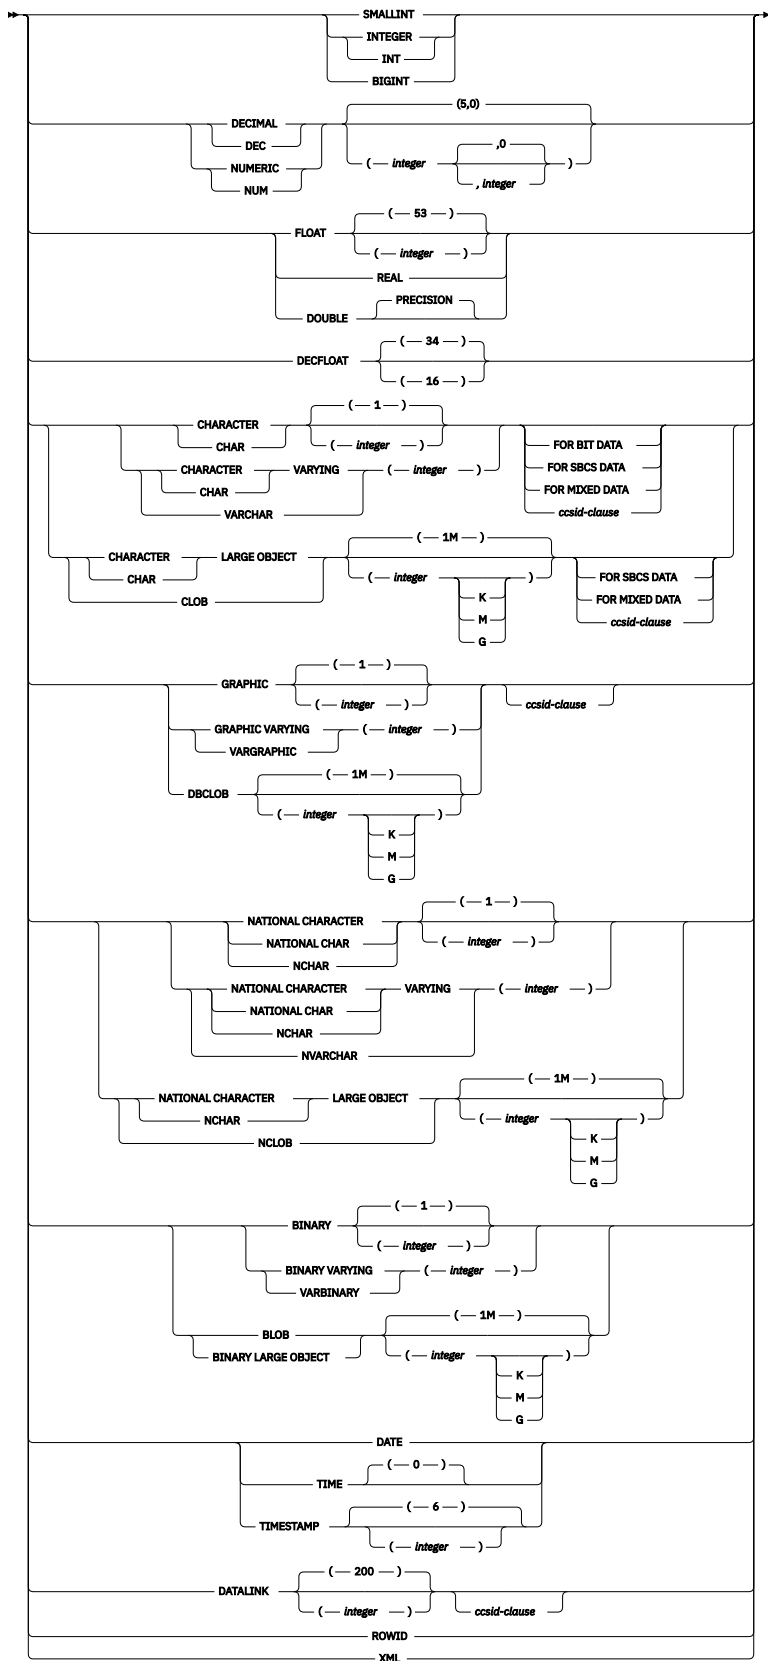 SMALLINT
INTEGER
INT
BIGINT
(5,0)
DECIMAL
DEC
NUMERIC
NUM
( integer ,0 )
, integer
( 53 )
FLOAT
( integer )
REAL
DOUBLE PRECISION
( 34 )
DECFLOAT
( 16 )
( 1 )
CHARACTER
CHAR
( integer )
CHARACTER VARYING ( integer )
CHAR
VARCHAR
FOR BIT DATA
FOR SBCS DATA
FOR MIXED DATA
ccsid-clause
( 1M )
CHARACTER LARGE OBJECT
CHAR
CLOB
( integer )
K
M
G
FOR SBCS DATA
FOR MIXED DATA
ccsid-clause
( 1 )
GRAPHIC
( integer )
ccsid-clause
GRAPHIC VARYING ( integer )
VARGRAPHIC
( 1M )
DBCLOB
( integer )
K
M
G
( 1 )
NATIONAL CHARACTER
NATIONAL CHAR
( integer )
NCHAR
NATIONAL CHARACTER VARYING ( integer )
NATIONAL CHAR
NCHAR
NVARCHAR
( 1M )
NATIONAL CHARACTER LARGE OBJECT
NCHAR
( integer )
NCLOB
K
M
G
( 1 )
BINARY
( integer )
BINARY VARYING ( integer )
VARBINARY
( 1M )
BLOB
BINARY LARGE OBJECT
( integer )
K
M
G
DATE
( 0 )
TIME
( 6 )
TIMESTAMP
( integer )
( 200 )
DATALINK
( integer )
ccsid-clause
ROWID
XML